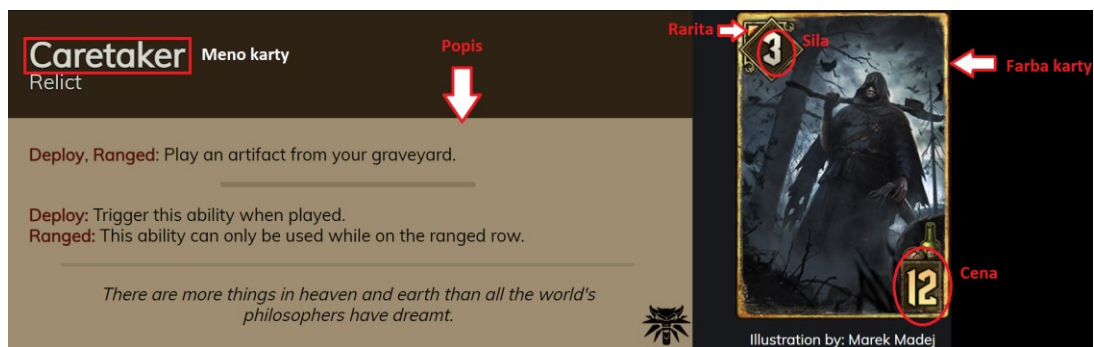 Caretaker
Meno karty
Relict
Popis
Deploy, Ranged: Play an artifact from your graveyard.
Deploy: Trigger this ability when played.
Ranged: This ability can only be used while on the ranged row.
There are more things in heaven and earth than all the world's
philosophers have dreamt.
Rarita
3
Sila
Farba karty
12
Cena
Illustration by: Marek Madej